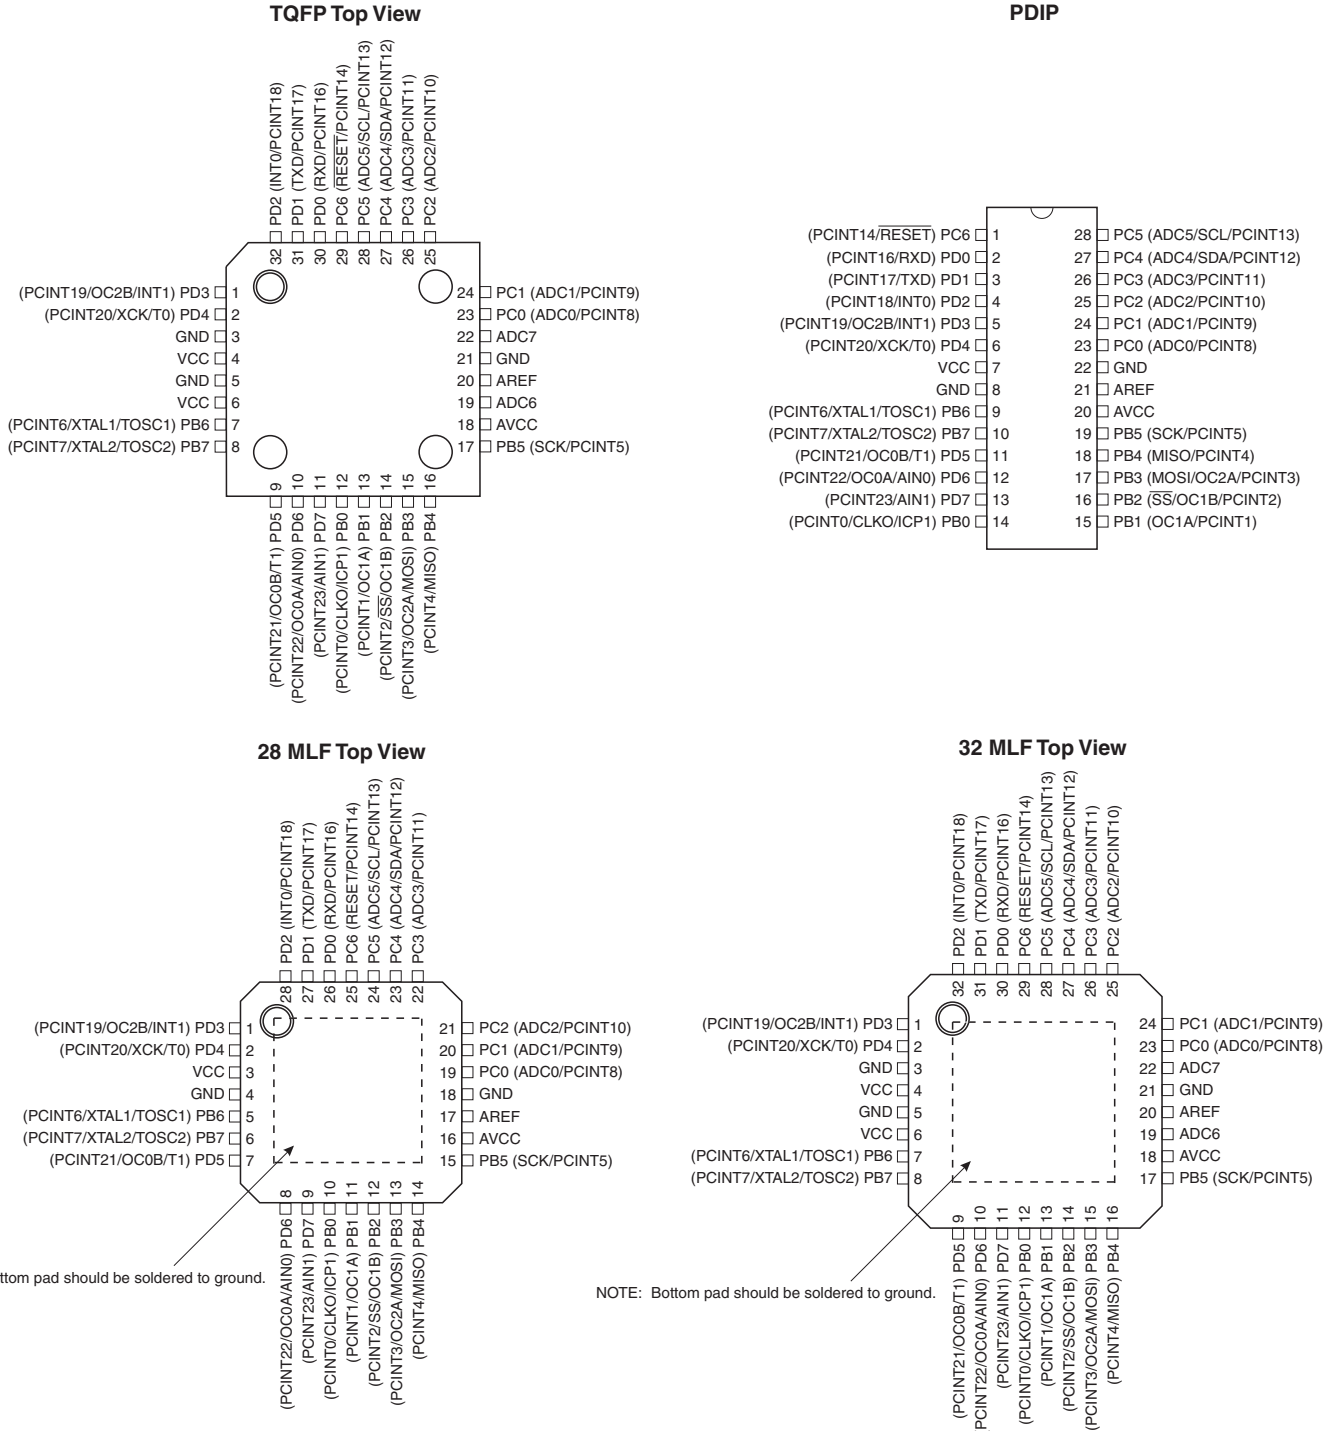 TQFP Top View
PD2 (INT0/PCINT18)
PD1 (TXD/PCINT17)
PD0 (RXD/PCINT16)
PC6 (RESET/PCINT14)
PC5 (ADC5/SCL/PCINT13)
PC4 (ADC4/SDA/PCINT12)
PC3 (ADC3/PCINT11)
PC2 (ADC2/PCINT10)
32 31 30 29 28 27 26 25
(PCINT19/OC2B/INT1) PD3 1
(PCINT20/XCK/T0) PD4 2
GND 3
VCC 4
GND 5
VCC 6
(PCINT6/XTAL1/TOSC1) PB6 7
(PCINT7/XTAL2/TOSC2) PB7 8
24 PC1 (ADC1/PCINT9)
23 PC0 (ADC0/PCINT8)
22 ADC7
21 GND
20 AREF
19 ADC6
18 AVCC
17 PB5 (SCK/PCINT5)
9 10 11 12 13 14 15 16
(PCINT21/OC0B/T1) PD5
(PCINT22/OC0A/AIN0) PD6
(PCINT23/AIN1) PD7
(PCINT0/CLKO/ICP1) PB0
(PCINT1/OC1A) PB1
(PCINT2/SS/OC1B) PB2
(PCINT3/OC2A/MOSI) PB3
(PCINT4/MISO) PB4
PDIP
(PCINT14/RESET) PC6 1
(PCINT16/RXD) PD0 2
(PCINT17/TXD) PD1 3
(PCINT18/INT0) PD2 4
(PCINT19/OC2B/INT1) PD3 5
(PCINT20/XCK/T0) PD4 6
VCC 7
GND 8
(PCINT6/XTAL1/TOSC1) PB6 9
(PCINT7/XTAL2/TOSC2) PB7 10
(PCINT21/OC0B/T1) PD5 11
(PCINT22/OC0A/AIN0) PD6 12
(PCINT23/AIN1) PD7 13
(PCINT0/CLKO/ICP1) PB0 14
28 PC5 (ADC5/SCL/PCINT13)
27 PC4 (ADC4/SDA/PCINT12)
26 PC3 (ADC3/PCINT11)
25 PC2 (ADC2/PCINT10)
24 PC1 (ADC1/PCINT9)
23 PC0 (ADC0/PCINT8)
22 GND
21 AREF
20 AVCC
19 PB5 (SCK/PCINT5)
18 PB4 (MISO/PCINT4)
17 PB3 (MOSI/OC2A/PCINT3)
16 PB2 (SS/OC1B/PCINT2)
15 PB1 (OC1A/PCINT1)
28 MLF Top View
PD2 (INT0/PCINT18)
PD1 (TXD/PCINT17)
PD0 (RXD/PCINT16)
PC6 (RESET/PCINT14)
PC5 (ADC5/SCL/PCINT13)
PC4 (ADC4/SDA/PCINT12)
PC3 (ADC3/PCINT11)
28 27 26 25 24 23 22
(PCINT19/OC2B/INT1) PD3 1
(PCINT20/XCK/T0) PD4 2
VCC 3
GND 4
(PCINT6/XTAL1/TOSC1) PB6 5
(PCINT7/XTAL2/TOSC2) PB7 6
(PCINT21/OC0B/T1) PD5 7
21 PC2 (ADC2/PCINT10)
20 PC1 (ADC1/PCINT9)
19 PC0 (ADC0/PCINT8)
18 GND
17 AREF
16 AVCC
15 PB5 (SCK/PCINT5)
8 9 10 11 12 13 14
(PCINT22/OC0A/AIN0) PD6
(PCINT23/AIN1) PD7
(PCINT0/CLKO/ICP1) PB0
(PCINT1/OC1A) PB1
(PCINT2/SS/OC1B) PB2
(PCINT3/OC2A/MOSI) PB3
(PCINT4/MISO) PB4
ttom pad should be soldered to ground.
32 MLF Top View
PD2 (INT0/PCINT18)
PD1 (TXD/PCINT17)
PD0 (RXD/PCINT16)
PC6 (RESET/PCINT14)
PC5 (ADC5/SCL/PCINT13)
PC4 (ADC4/SDA/PCINT12)
PC3 (ADC3/PCINT11)
PC2 (ADC2/PCINT10)
32 31 30 29 28 27 26 25
(PCINT19/OC2B/INT1) PD3 1
(PCINT20/XCK/T0) PD4 2
GND 3
VCC 4
GND 5
VCC 6
(PCINT6/XTAL1/TOSC1) PB6 7
(PCINT7/XTAL2/TOSC2) PB7 8
24 PC1 (ADC1/PCINT9)
23 PC0 (ADC0/PCINT8)
22 ADC7
21 GND
20 AREF
19 ADC6
18 AVCC
17 PB5 (SCK/PCINT5)
9 10 11 12 13 14 15 16
(PCINT21/OC0B/T1) PD5
PCINT22/OC0A/AIN0) PD6
(PCINT23/AIN1) PD7
(PCINT0/CLKO/ICP1) PB0
(PCINT1/OC1A) PB1
(PCINT2/SS/OC1B) PB2
(PCINT3/OC2A/MOSI) PB3
(PCINT4/MISO) PB4
NOTE: Bottom pad should be soldered to ground.